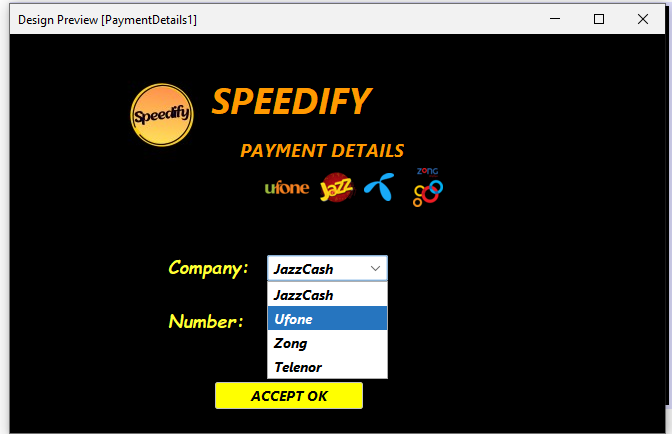 Design Preview [PaymentDetails1]
Speedify
SPEEDIFY
PAYMENT DETAILS
ufone Jazz ZONG
Company: JazzCash
JazzCash
Ufone
Number:
Zong
Telenor
ACCEPT OK